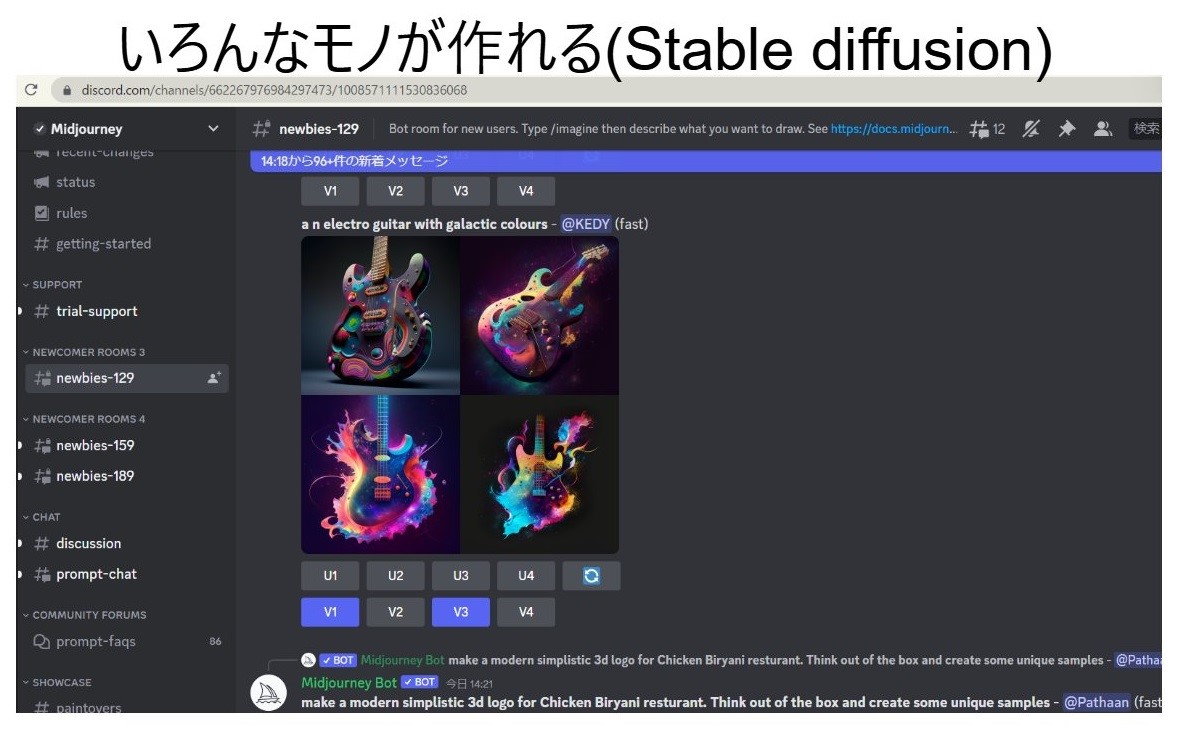 いろんなモノが作れる(Stable diffusion)
discord.com/channels/662267976984297473/1008571111530836068
Midjourney
newbies-129
Bot room for new users. Type /imagine then describe what you want to draw. See https://docs.midjourn...
12
検索
recent-changes
14:18から96+件の新着メッセージ
status
V1 V2 V3 V4
rules
a n electro guitar with galactic colours - @KEDY (fast)
getting-started
SUPPORT
trial-support
NEWCOMER ROOMS 3
newbies-129
NEWCOMER ROOMS 4
newbies-159
newbies-189
CHAT
discussion
prompt-chat
COMMUNITY FORUMS
prompt-faqs 86
SHOWCASE
paintovers
U1 U2 U3 U4
V1 V2 V3 V4
BOT Midjourney Bot make a modern simplistic 3d logo for Chicken Biryani resturant. Think out of the box and create some unique samples - @Pathaa
Midjourney Bot BOT 今日 14:21
make a modern simplistic 3d logo for Chicken Biryani resturant. Think out of the box and create some unique samples - @Pathaan (fast